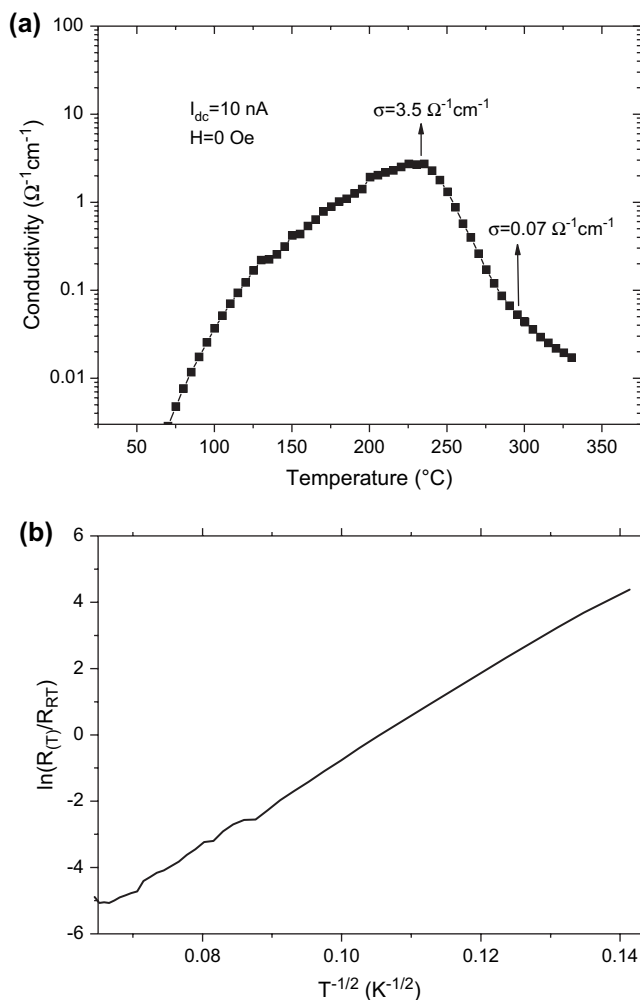 (a)
100
10
1
0.1
0.01
Conductivity (Ω⁻¹cm⁻¹)
I_dc=10 nA
H=0 Oe
σ=3.5 Ω⁻¹cm⁻¹
σ=0.07 Ω⁻¹cm⁻¹
50 100 150 200 250 300 350
Temperature (°C)
(b)
6
4
2
0
-2
-4
-6
ln(R_(T)/R_RT)
0.08 0.10 0.12 0.14
T⁻¹/² (K⁻¹/²)